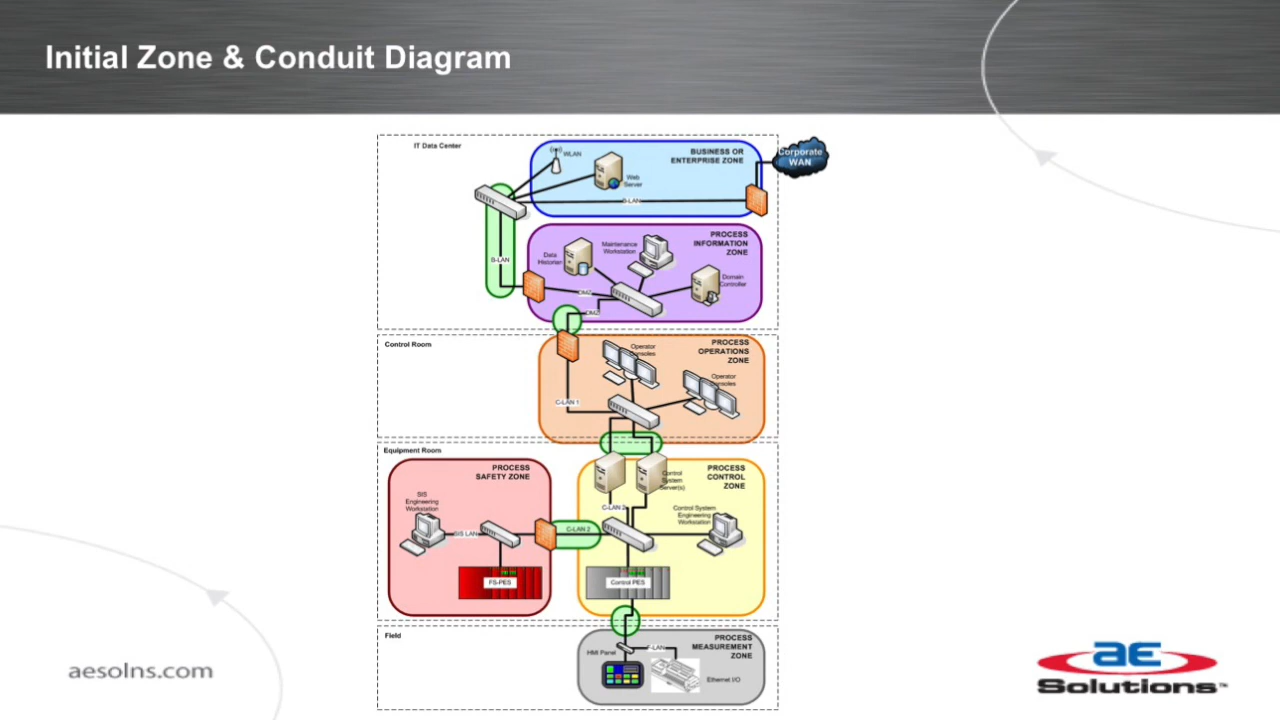 Initial Zone & Conduit Diagram
IT Data Center
BUSINESS OR
ENTERPRISE ZONE
Corporate
WAN
WLAN
Web
Server
B-LAN
PROCESS
INFORMATION
ZONE
Maintenance
Workstation
Data
Historian
B-LAN
Domain
Controller
DMZ
DMZ
Control Room
PROCESS
OPERATIONS
ZONE
Operator
Consoles
Operator
Consoles
C-LAN 1
Equipment Room
PROCESS
SAFETY ZONE
PROCESS
CONTROL
ZONE
Control
System
Server(s)
SIS
Engineering
Workstation
C-LAN 2
Control System
Engineering
Workstation
SIS LAN
C-LAN 2
FS-PES
Control PES
Field
PROCESS
MEASUREMENT
ZONE
HMI Panel
F-LAN
Ethernet I/O
aesolns.com
ae
Solutions™